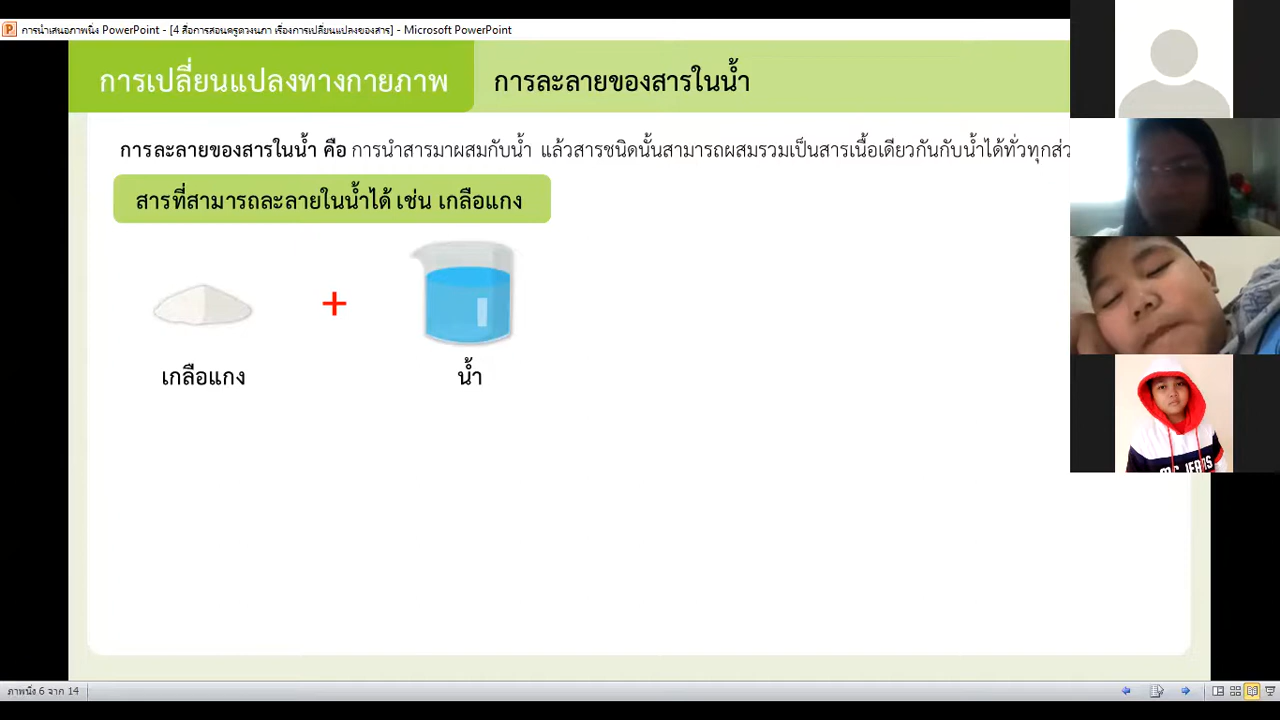 การนำเสนอภาพนิ่ง PowerPoint - [4 สื่อการสอนครูดวงนภา เรื่องการเปลี่ยนแปลงของสาร] - Microsoft PowerPoint
การเปลี่ยนแปลงทางกายภาพ การละลายของสารในน้ำ
การละลายของสารในน้ำ คือ การนำสารมาผสมกับน้ำ แล้วสารชนิดนั้นสามารถผสมรวมเป็นสารเนื้อเดียวกันกับน้ำได้ทั่วทุกส่ว
สารที่สามารถละลายในน้ำได้ เช่น เกลือแกง
+
เกลือแกง น้ำ
ภาพนิ่ง 6 จาก 14